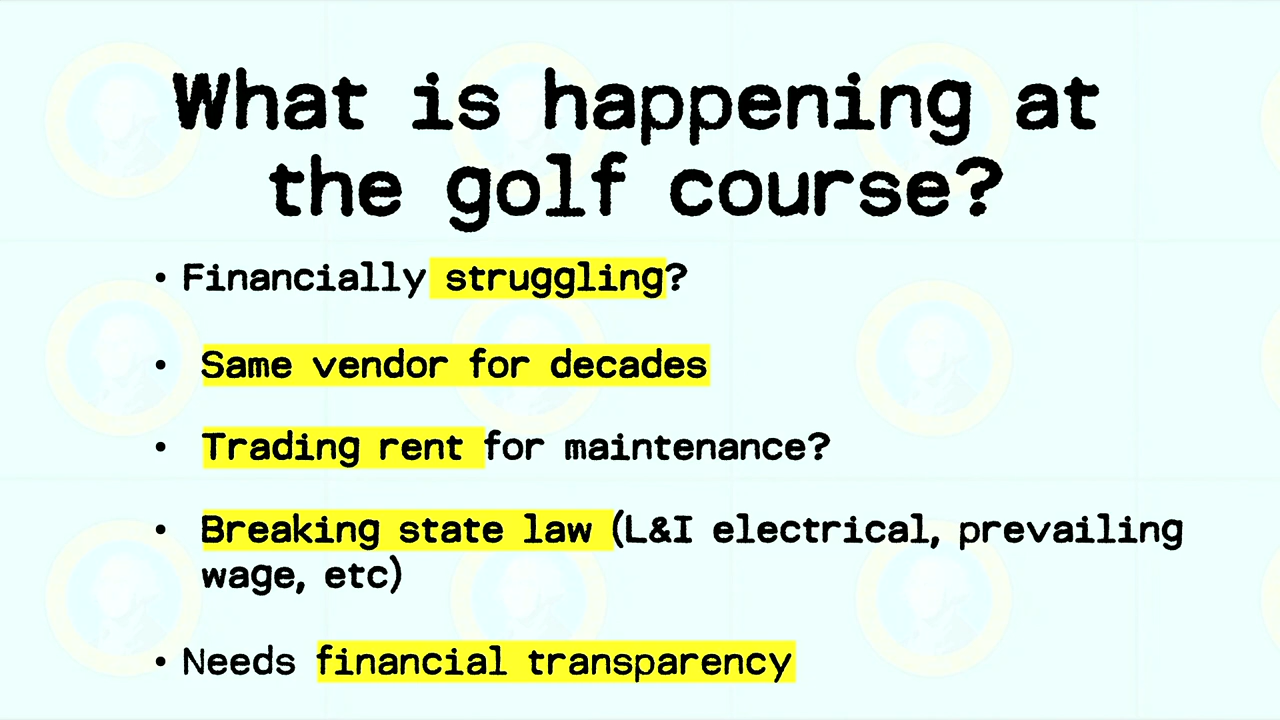 What is happening at
the golf course?
• Financially struggling?
• Same vendor for decades
• Trading rent for maintenance?
• Breaking state law (L&I electrical, prevailing
wage, etc)
• Needs financial transparency